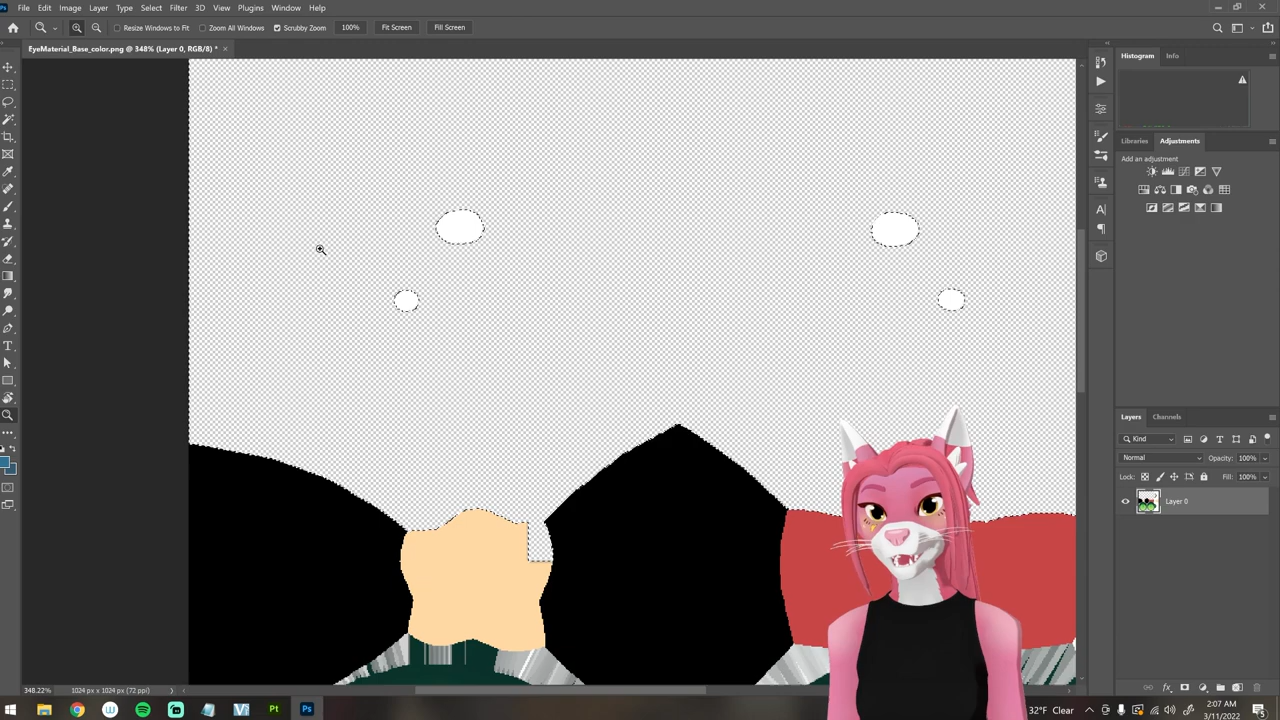 File Edit Image Layer Type Select Filter 3D View Plugins Window Help
Resize Windows to Fit Zoom All Windows Scrubby Zoom 100% Fit Screen Fill Screen
EyeMaterial_Base_color.png @ 348% (Layer 0, RGB/8) *
Histogram Info
Libraries Adjustments
Add an adjustment
Layers Channels
Kind
Normal Opacity: 100%
Lock: Fill: 100%
Layer 0
348.22% 1024 px x 1024 px (72 ppi)
32°F Clear 2:07 AM
3/11/2022